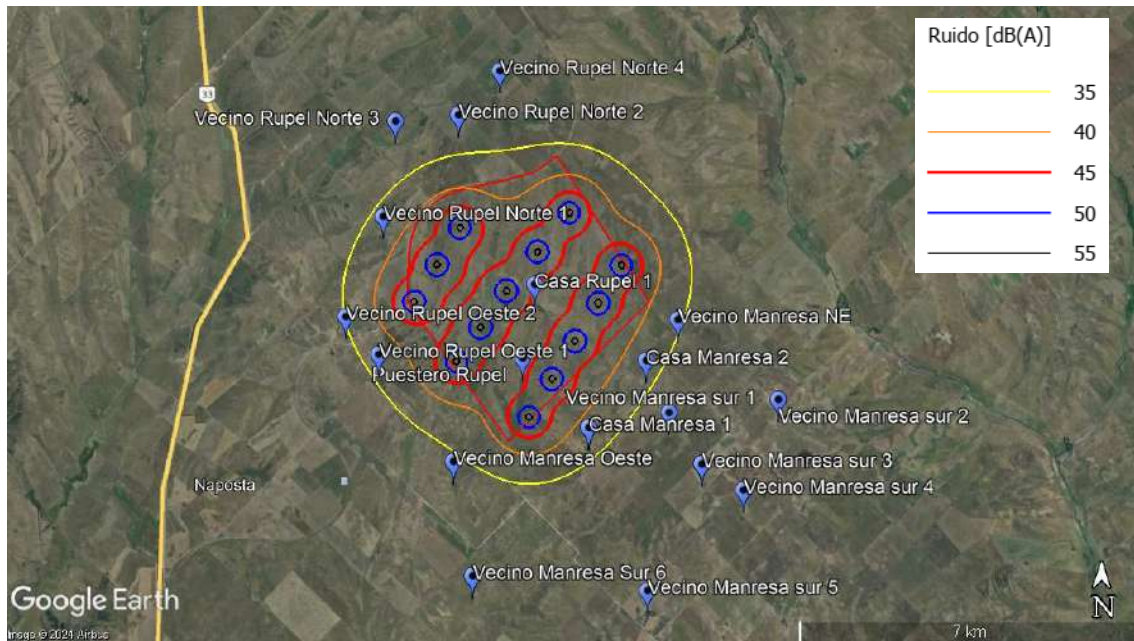 Ruido [dB(A)]
35
40
45
50
55
Vecino Rupel Norte 4
33
Vecino Rupel Norte 3
Vecino Rupel Norte 2
Vecino Rupel Norte 1
Casa Rupel 1
Vecino Rupel Oeste 2
Vecino Manresa NE
Vecino Rupel Oeste 1
Casa Manresa 2
Puestero Rupel
Vecino Manresa sur 1
Vecino Manresa sur 2
Casa Manresa 1
Vecino Manresa Oeste
Vecino Manresa sur 3
Naposta
Vecino Manresa sur 4
Vecino Manresa Sur 6
Vecino Manresa sur 5
Google Earth
N
© 2024 Airbus
7 km